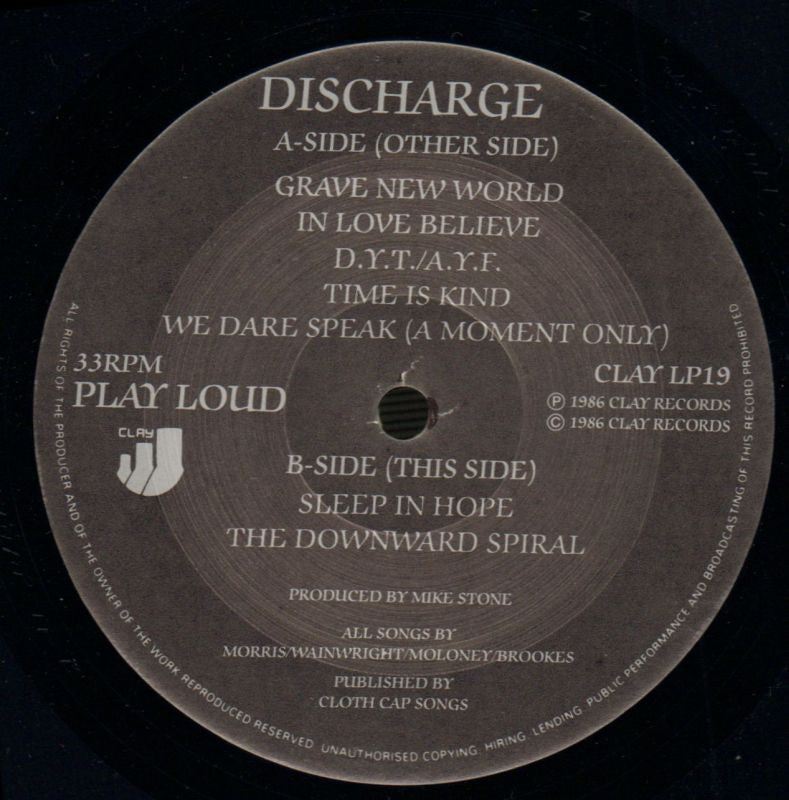 DISCHARGE
A-SIDE (OTHER SIDE)
GRAVE NEW WORLD
IN LOVE BELIEVE
D.Y.T./A.Y.F.
TIME IS KIND
WE DARE SPEAK (A MOMENT ONLY)
33RPM
PLAY LOUD
CLAY
CLAY LP19
Ⓟ 1986 CLAY RECORDS
© 1986 CLAY RECORDS
B-SIDE (THIS SIDE)
SLEEP IN HOPE
THE DOWNWARD SPIRAL
PRODUCED BY MIKE STONE
ALL SONGS BY
MORRIS/WAINWRIGHT/MOLONEY/BROOKES
PUBLISHED BY
CLOTH CAP SONGS
ALL RIGHTS OF THE PRODUCER AND OF THE OWNER OF THE WORK REPRODUCED RESERVED. UNAUTHORISED COPYING. HIRING. LENDING. PUBLIC PERFORMANCE AND BROADCASTING OF THIS RECORD PROHIBITED